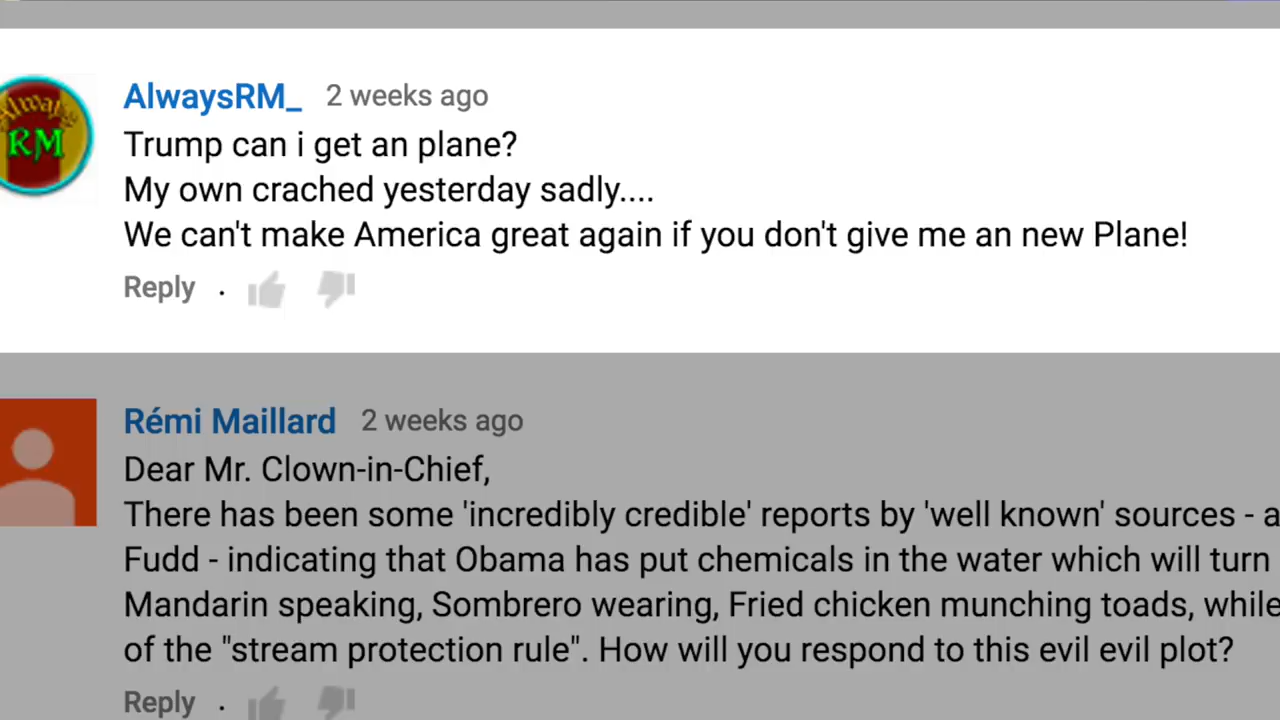 Always
RM
AlwaysRM_ 2 weeks ago
Trump can i get an plane?
My own crached yesterday sadly....
We can't make America great again if you don't give me an new Plane!
Reply .
Rémi Maillard 2 weeks ago
Dear Mr. Clown-in-Chief,
There has been some 'incredibly credible' reports by 'well known' sources - a
Fudd - indicating that Obama has put chemicals in the water which will turn
Mandarin speaking, Sombrero wearing, Fried chicken munching toads, while
of the "stream protection rule". How will you respond to this evil evil plot?
Reply .